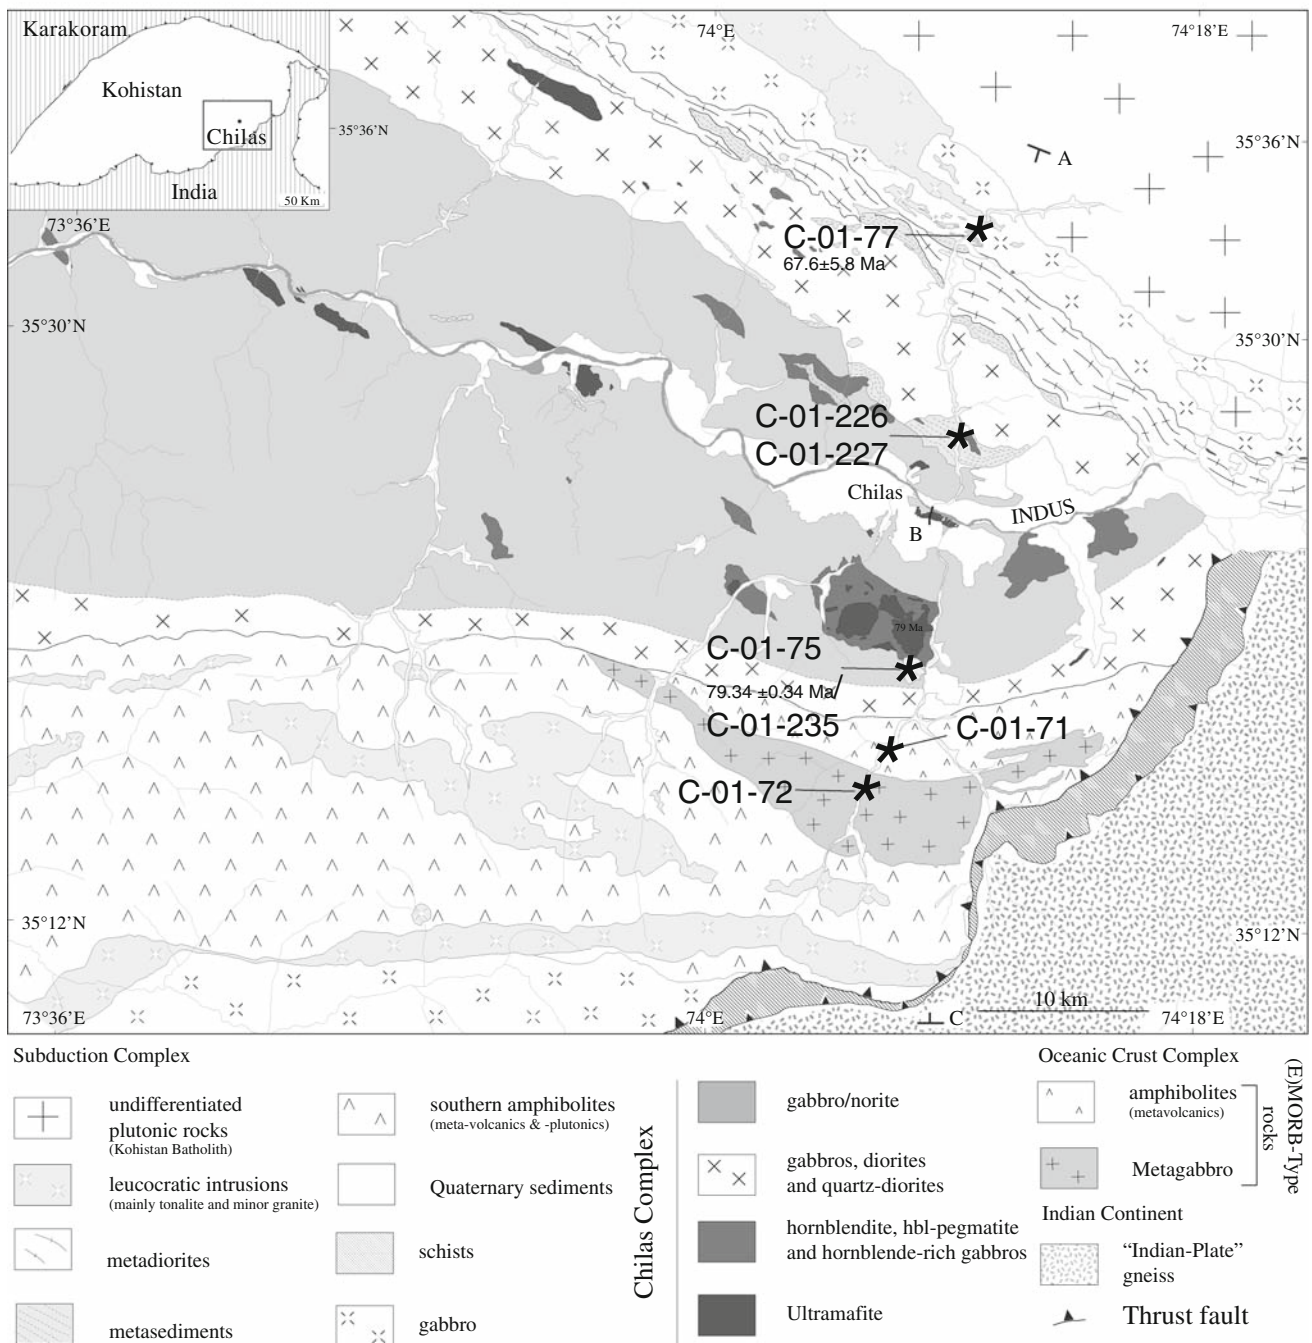 Karakoram
Kohistan
Chilas
India
50 Km
74°E
74°18’E
35°36’N
35°36’N
A
73°36’E
C-01-77
67.6±5.8 Ma
35°30’N
35°30’N
C-01-226
C-01-227
Chilas
INDUS
B
79 Ma
C-01-75
79.34 ±0.34 Ma
C-01-235
C-01-71
C-01-72
35°12’N
35°12’N
10 km
73°36’E
74°E
C
74°18’E
Subduction Complex
undifferentiated
plutonic rocks
(Kohistan Batholith)
leucocratic intrusions
(mainly tonalite and minor granite)
metadiorites
metasediments
southern amphibolites
(meta-volcanics & -plutonics)
Quaternary sediments
schists
gabbro
Chilas Complex
gabbro/norite
gabbros, diorites
and quartz-diorites
hornblendite, hbl-pegmatite
and hornblende-rich gabbros
Ultramafite
Oceanic Crust Complex
amphibolites
(metavolcanics)
Metagabbro
(E)MORB-Type
rocks
Indian Continent
“Indian-Plate”
gneiss
Thrust fault